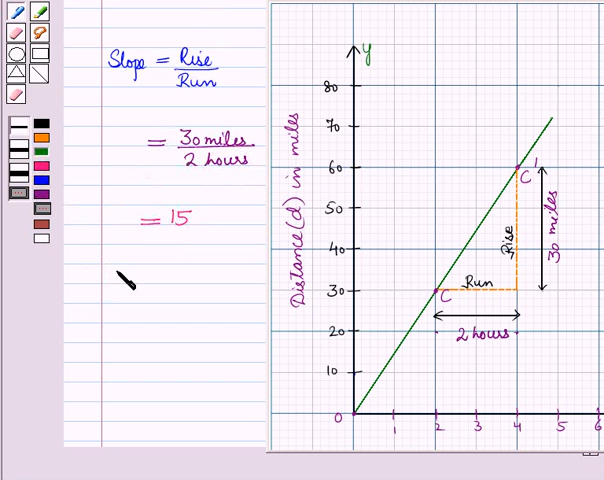 Slope = Rise
Run
= 30 miles
2 hours
= 15
y
Distance (d) in miles
80
70
60
50
40
30
20
10
0
1 2 3 4 5 6
C'
C
Rise
30 miles
Run
2 hours